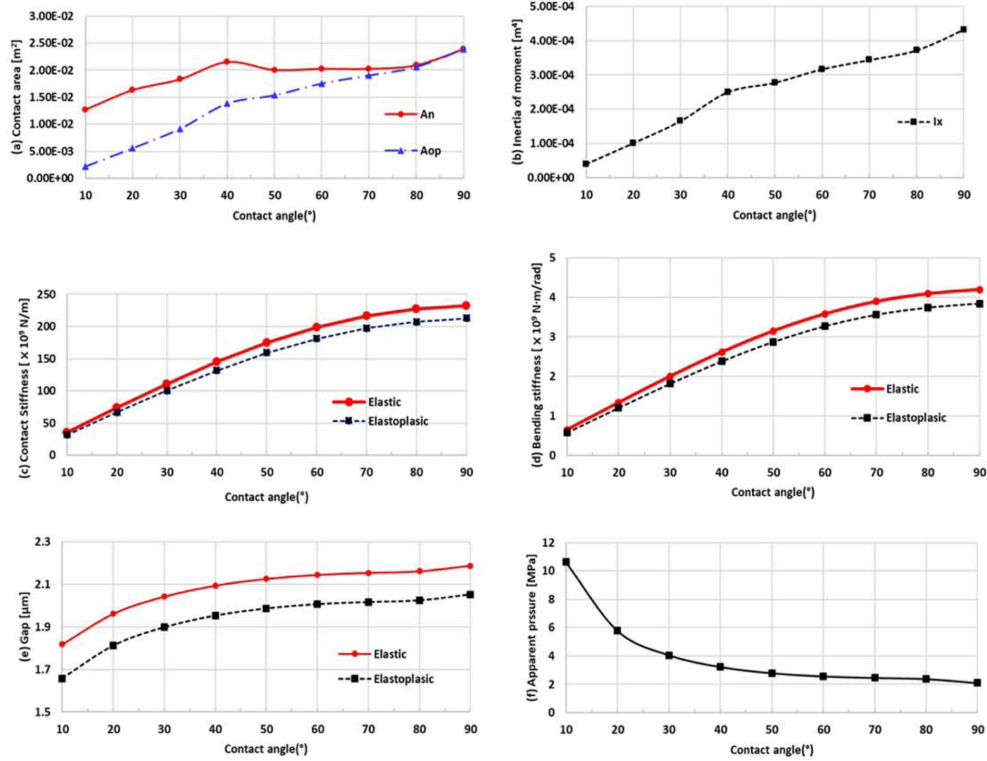 (a) Contact area [m²]
3.00E-02
2.50E-02
2.00E-02
1.50E-02
1.00E-02
5.00E-03
0.00E+00
An
Aop
10 20 30 40 50 60 70 80 90
Contact angle(°)
(b) Inertia of moment [m⁴]
5.00E-04
4.00E-04
3.00E-04
2.00E-04
1.00E-04
0.00E+00
Ix
10 20 30 40 50 60 70 80 90
Contact angle(°)
(c) Contact Stiffness [ x 10⁹ N/m]
250
200
150
100
50
0
Elastic
Elastoplasic
10 20 30 40 50 60 70 80 90
Contact angle(°)
(d) Bending stiffness [ x 10⁹ N·m/rad]
5
4
3
2
1
0
Elastic
Elastoplasic
10 20 30 40 50 60 70 80 90
Contact angle(°)
(e) Gap [µm]
2.3
2.1
1.9
1.7
1.5
Elastic
Elastoplasic
10 20 30 40 50 60 70 80 90
Contact angle(°)
(f) Apparent prssure [MPa]
12
10
8
6
4
2
0
10 20 30 40 50 60 70 80 90
Contact angle(°)